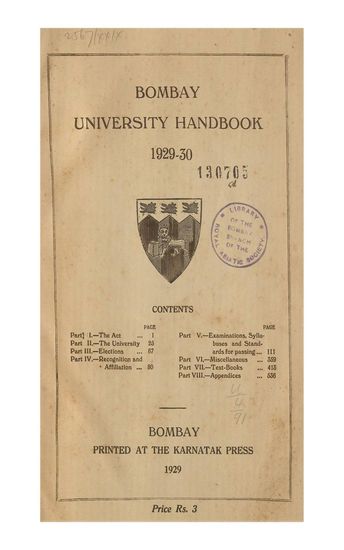 2567/xx/x
BOMBAY
UNIVERSITY HANDBOOK
1929-30
130705
LIBRARY
OF THE
BOMBAY
BRANCH
OF THE
ROYAL ASIATIC SOCIETY
CONTENTS
PAGE
Part I.—The Act ... 1
Part II.—The University 25
Part III.—Elections ... 67
Part IV.—Recognition and
Affiliation ... 80
PAGE
Part V.—Examinations, Sylla-
buses and Stand-
ards for passing ... 111
Part VI.—Miscellaneous ... 359
Part VII.—Text-Books ... 415
Part VIII.—Appendices ... 536
BOMBAY
PRINTED AT THE KARNATAK PRESS
1929
Price Rs. 3